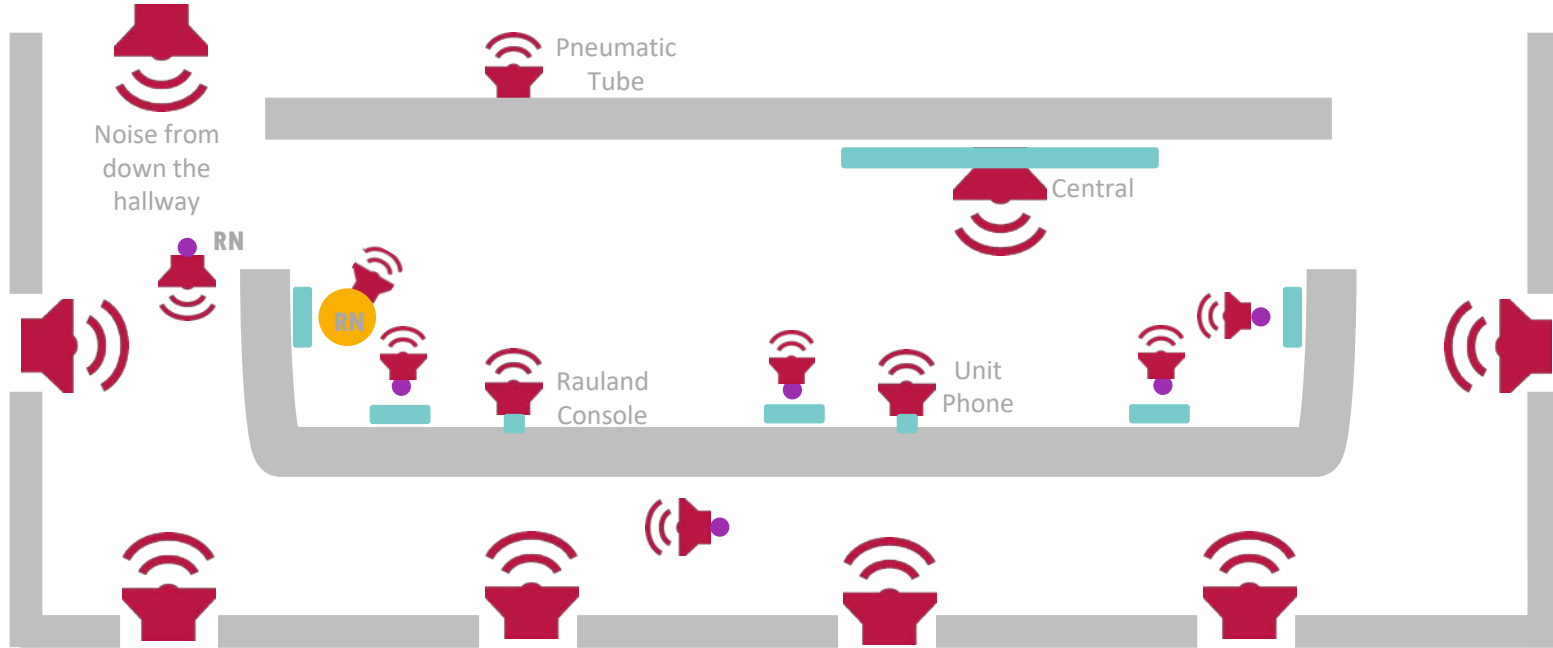 Pneumatic
Tube
Noise from
down the
hallway
Central
RN
RN
Rauland
Console
Unit
Phone